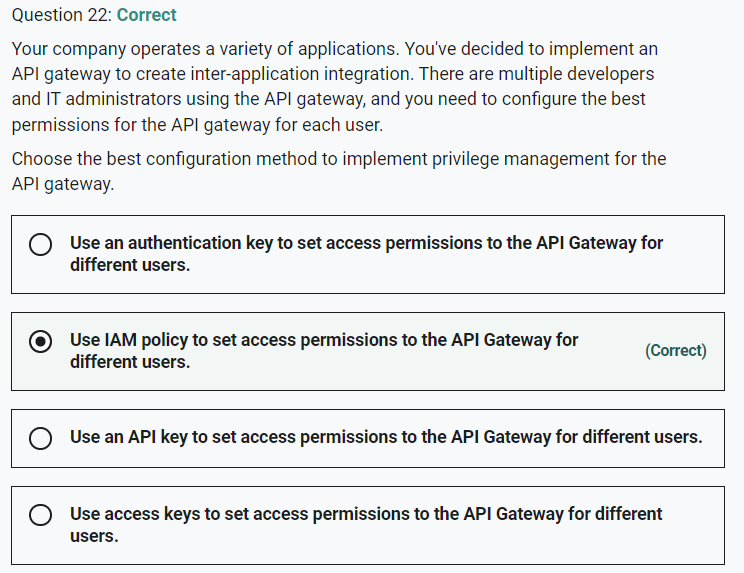 Question 22: Correct
Your company operates a variety of applications. You've decided to implement an
API gateway to create inter-application integration. There are multiple developers
and IT administrators using the API gateway, and you need to configure the best
permissions for the API gateway for each user.
Choose the best configuration method to implement privilege management for the
API gateway.
Use an authentication key to set access permissions to the API Gateway for
different users.
Use IAM policy to set access permissions to the API Gateway for
different users.
(Correct)
Use an API key to set access permissions to the API Gateway for different users.
Use access keys to set access permissions to the API Gateway for different
users.